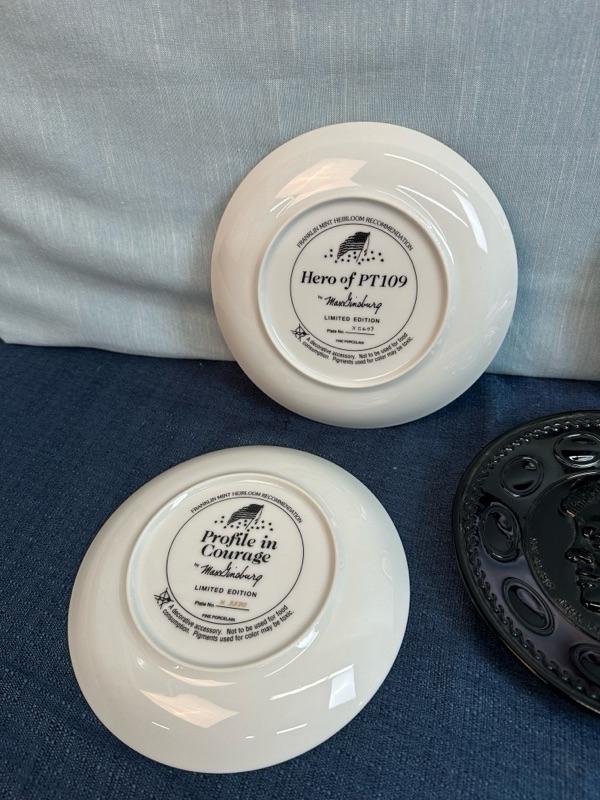 FRANKLIN MINT HEIRLOOM RECOMMENDATION
Hero of PT109
by Max Ginsburg
LIMITED EDITION
Plate No.
FINE PORCELAIN
A decorative accessory. Not to be used for food
consumption. Pigments used for color may be toxic.
FRANKLIN MINT HEIRLOOM RECOMMENDATION
Profile in
Courage
by Max Ginsburg
LIMITED EDITION
Plate No.
FINE PORCELAIN
A decorative accessory. Not to be used for food
consumption. Pigments used for color may be toxic.